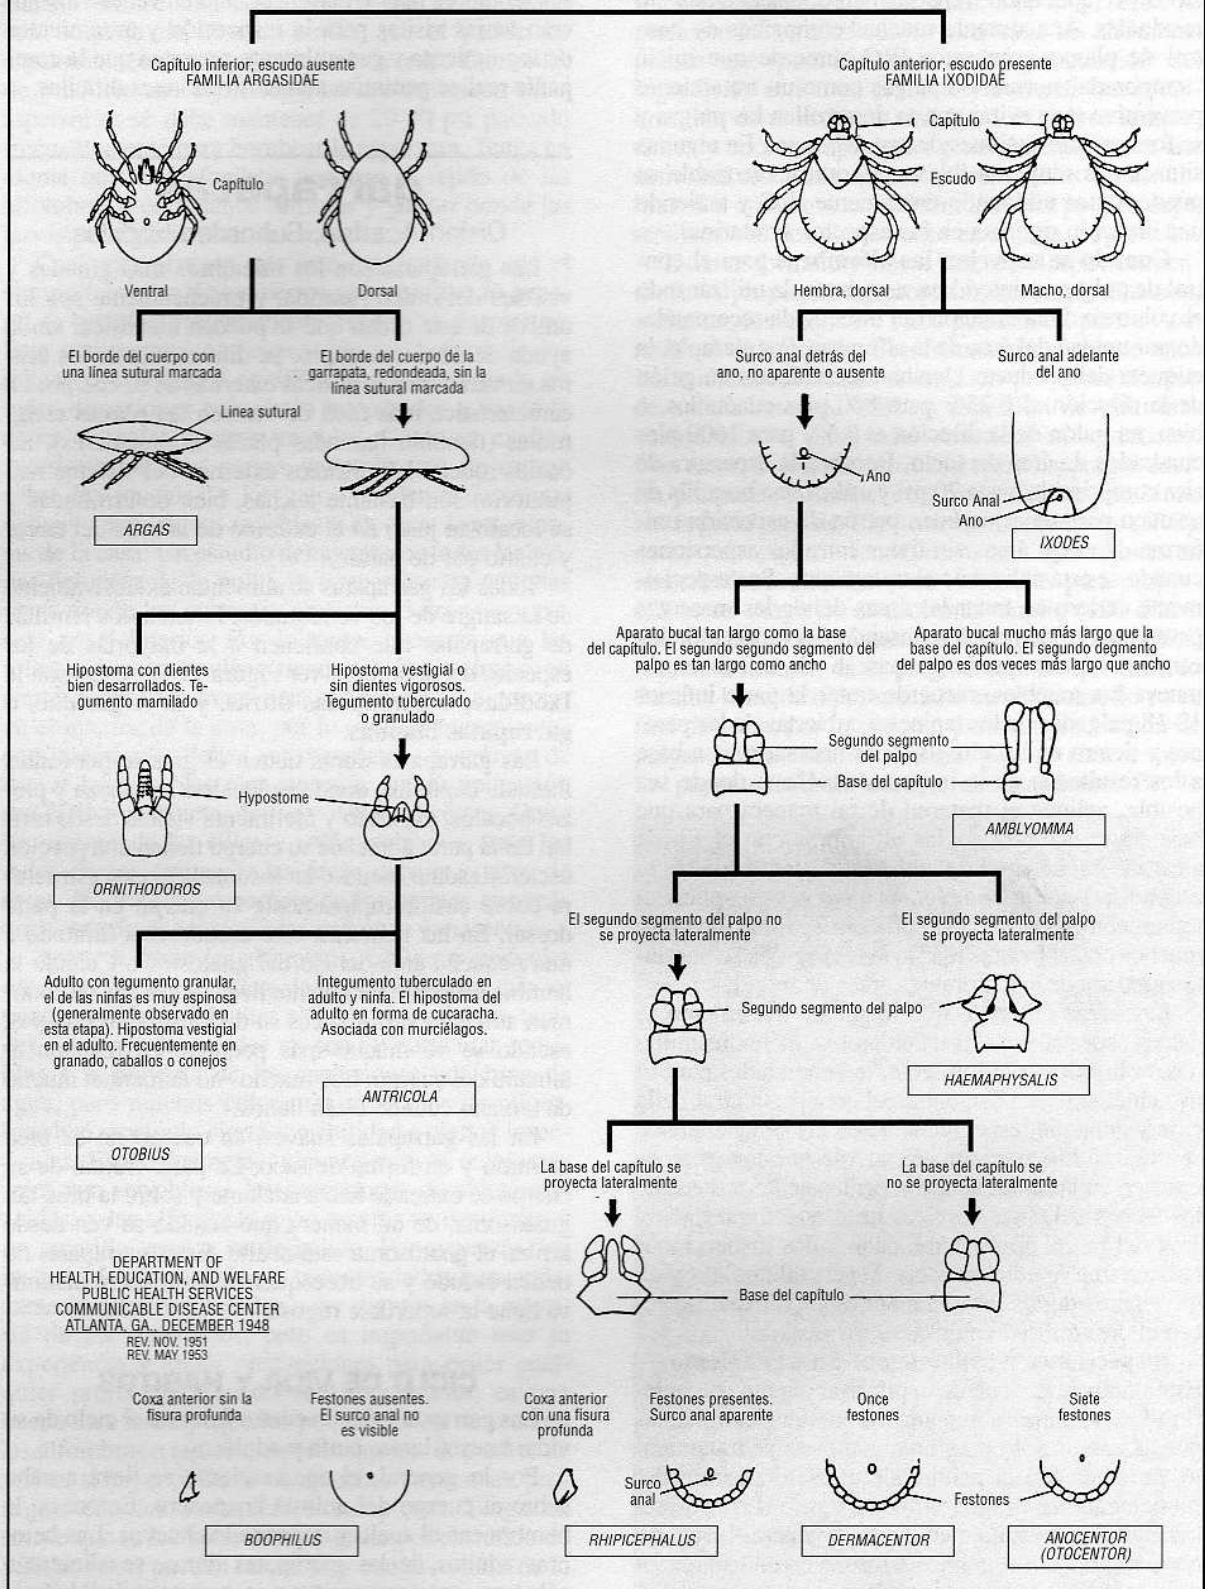 Capítulo inferior; escudo ausente
FAMILIA ARGASIDAE
Capítulo anterior; escudo presente
FAMILIA IXODIDAE
Capítulo
Capítulo
Escudo
Ventral
Dorsal
Hembra, dorsal
Macho, dorsal
El borde del cuerpo con
una línea sutural marcada
El borde del cuerpo de la
garrapata, redondeada, sin la
línea sutural marcada
Surco anal detrás del
ano, no aparente o ausente
Surco anal adelante
del ano
Linea sutural
Ano
Surco Anal
Ano
ARGAS
IXODES
Hipostoma con dientes
bien desarrollados. Te-
gumento mamilado
Hipostoma vestigial o
sin dientes vigorosos.
Tegumento tuberculado
o granulado
Aparato bucal tan largo como la base
del capítulo. El segundo segundo segmento del
palpo es tan largo como ancho
Aparato bucal mucho más largo que la
base del capítulo. El segundo degmento
del palpo es dos veces más largo que ancho
Segundo segmento
del palpo
Base del capítulo
Hypostome
AMBLYOMMA
ORNITHODOROS
El segundo segmento del palpo no
se proyecta lateralmente
El segundo segmento del palpo
se proyecta lateralmente
Adulto con tegumento granular,
el de las ninfas es muy espinosa
(generalmente observado en
esta etapa). Hipostoma vestigial
en el adulto. Frecuentemente en
granado, caballos o conejos
Integumento tuberculado en
adulto y ninfa. El hipostoma del
adulto en forma de cucaracha.
Asociada con murciélagos.
Segundo segmento del palpo
HAEMAPHYSALIS
ANTRICOLA
OTOBIUS
La base del capítulo se
proyecta lateralmente
La base del capítulo se
no se proyecta lateralmente
Base del capítulo
DEPARTMENT OF
HEALTH, EDUCATION, AND WELFARE
PUBLIC HEALTH SERVICES
COMMUNICABLE DISEASE CENTER
ATLANTA, GA., DECEMBER 1948
REV. NOV. 1951
REV. MAY 1953
Coxa anterior sin la
fisura profunda
Festones ausentes.
El surco anal no
es visible
Coxa anterior
con una fisura
profunda
Festones presentes.
Surco anal aparente
Once
festones
Siete
festones
Surco
anal
Festones
BOOPHILUS
RHIPICEPHALUS
DERMACENTOR
ANOCENTOR
(OTOCENTOR)